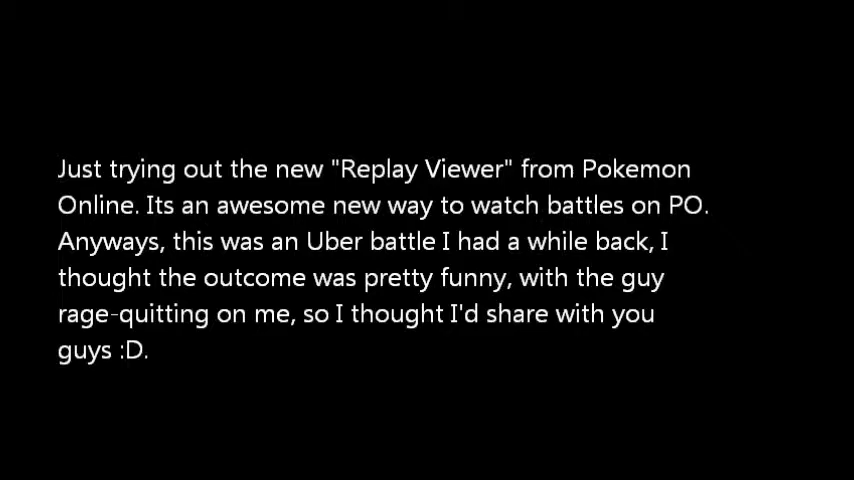 Just trying out the new "Replay Viewer" from Pokemon
Online. Its an awesome new way to watch battles on PO.
Anyways, this was an Uber battle I had a while back, I
thought the outcome was pretty funny, with the guy
rage-quitting on me, so I thought I'd share with you
guys :D.